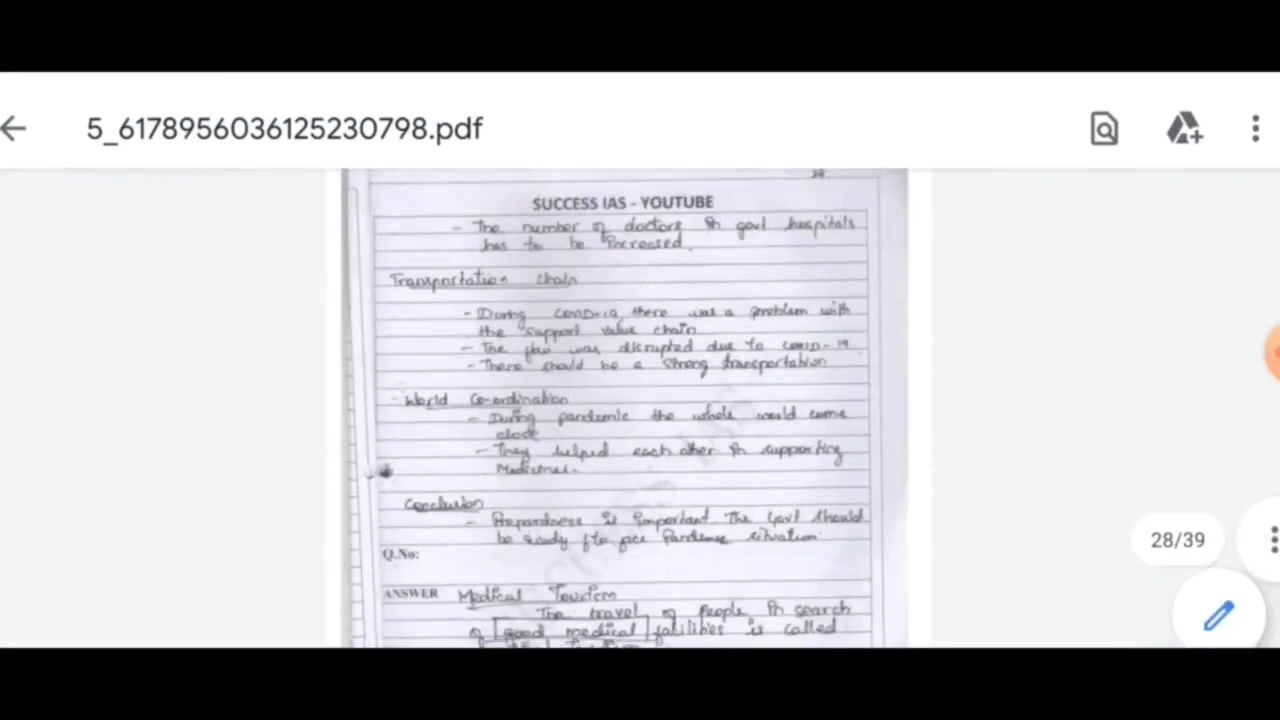 5_6178956036125230798.pdf
28
SUCCESS IAS - YOUTUBE
- The number of doctors in govt hospitals
has to be increased.
Transportation chain
- During COVID-19 there was a problem with
the support value chain
- The flow was disrupted due to COVID-19
- There should be a strong transportation
- World Co-ordination
- During pandemic the whole world come
close
- They helped each other in supporting
Medicines.
Conclusion
- Prepardness is important The Govt should
be ready to face Pandemic situation.
Q.No:
28/39
ANSWER Medical Tourism
The travel of people in search
of good medical facilities is called